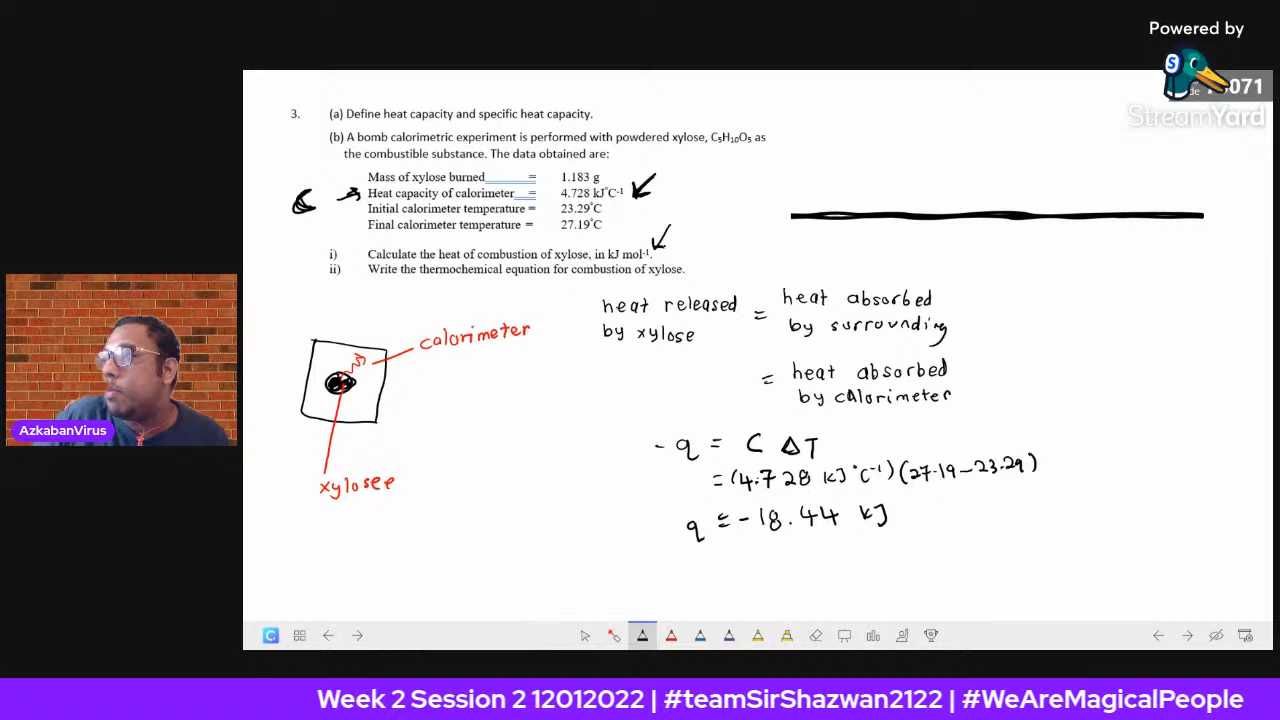 Powered by
071
StreamYard
3. (a) Define heat capacity and specific heat capacity.
(b) A bomb calorimetric experiment is performed with powdered xylose, C₅H₁₀O₅ as
the combustible substance. The data obtained are:
Mass of xylose burned = 1.183 g
Heat capacity of calorimeter = 4.728 kJ°C⁻¹
Initial calorimeter temperature = 23.29°C
Final calorimeter temperature = 27.19°C
i) Calculate the heat of combustion of xylose, in kJ mol⁻¹.
ii) Write the thermochemical equation for combustion of xylose.
heat released = heat absorbed
by xylose by surrounding
= heat absorbed
by calorimeter
calorimeter
xylosee
- q = C ΔT
= (4.728 kJ °C⁻¹) (27.19 - 23.29)
q = -18.44 kJ
AzkabanVirus
Week 2 Session 2 12012022 | #teamSirShazwan2122 | #WeAreMagicalPeople